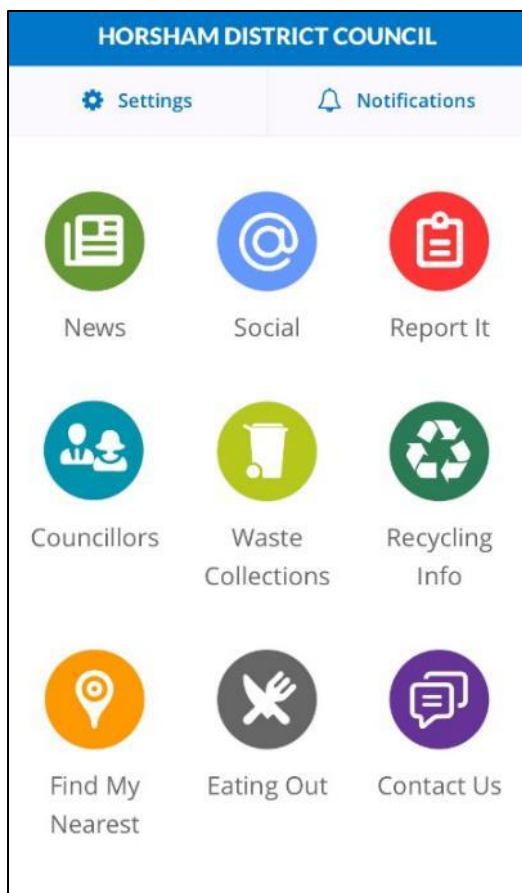 HORSHAM DISTRICT COUNCIL
Settings
Notifications
News
Social
Report It
Councillors
Waste
Collections
Recycling
Info
Find My
Nearest
Eating Out
Contact Us